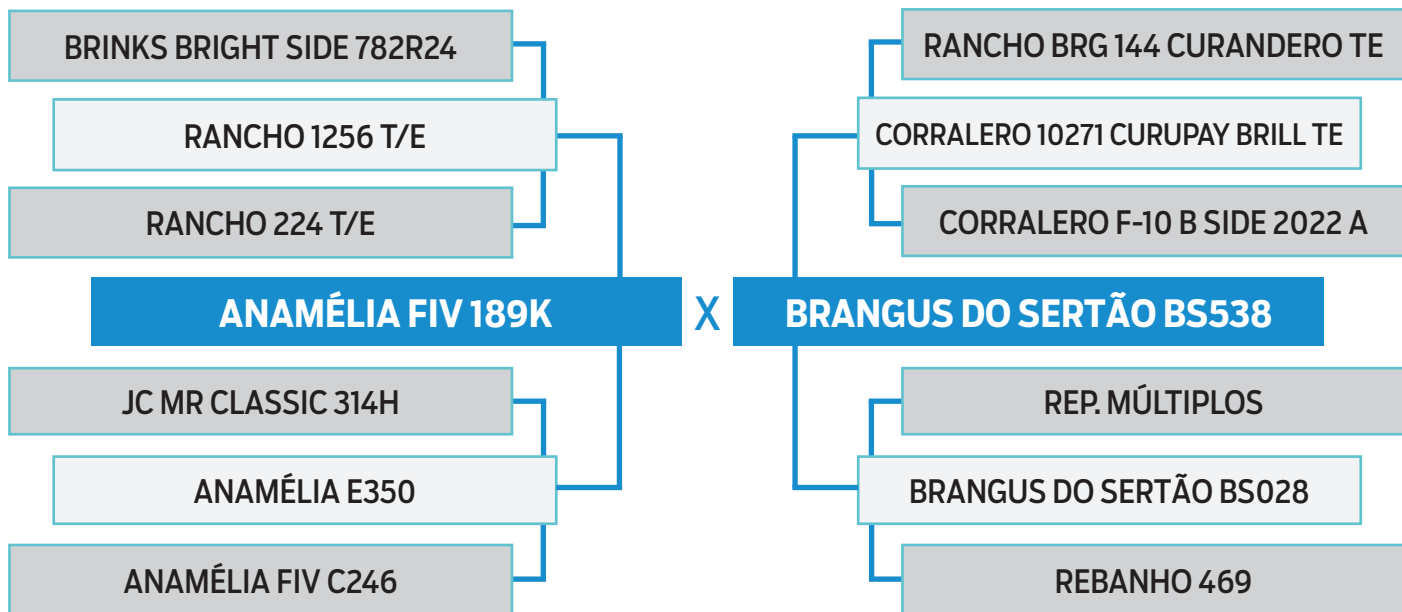 BRINKS BRIGHT SIDE 782R24
RANCHO 1256 T/E
RANCHO 224 T/E
RANCHO BRG 144 CURANDERO TE
CORRALERO 10271 CURUPAY BRILL TE
CORRALERO F-10 B SIDE 2022 A
ANAMÉLIA FIV 189K X BRANGUS DO SERTÃO BS538
JC MR CLASSIC 314H
ANAMÉLIA E350
ANAMÉLIA FIV C246
REP. MÚLTIPLOS
BRANGUS DO SERTÃO BS028
REBANHO 469